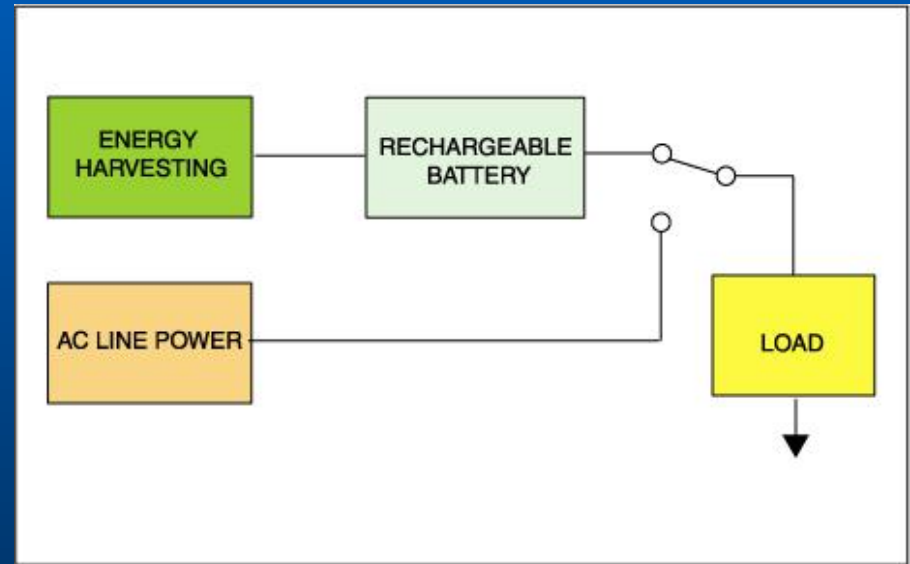 ENERGY
HARVESTING
RECHARGEABLE
BATTERY
AC LINE POWER
LOAD